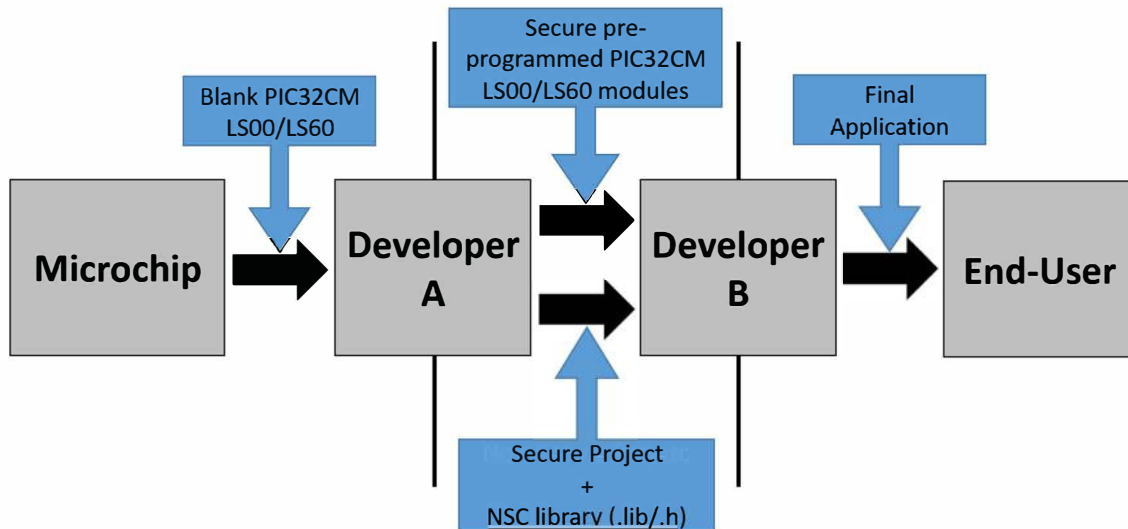 Secure pre-
programmed PIC32CM
LS00/LS60 modules
Blank PIC32CM
LS00/LS60
Final
Application
Microchip
Developer
A
Developer
B
End-User
Secure Project
+
NSC library (.lib/.h)